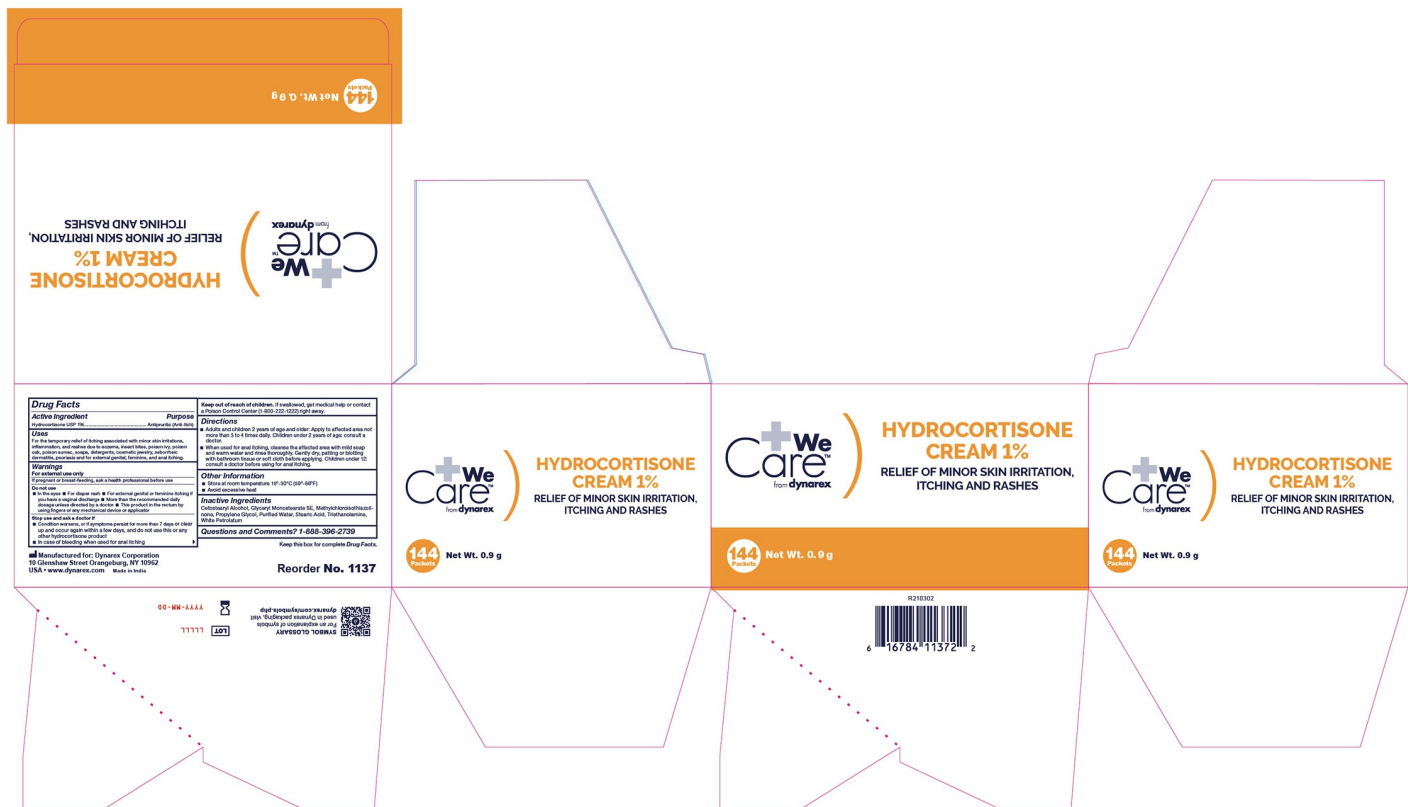 144
Packets
Net Wt. 0.9 g
We
Care™
from dynarex
HYDROCORTISONE
CREAM 1%
RELIEF OF MINOR SKIN IRRITATION,
ITCHING AND RASHES
Drug Facts
Active Ingredient Purpose
Hydrocortisone USP 1%..............................Antipruritic (Anti Itch)
Uses
For the temporary relief of itching associated with minor skin irritations,
inflammation, and rashes due to eczema, insect bites, poison ivy, poison
oak, poison sumac, soaps, detergents, cosmetic jewelry, seborrheic
dermatitis, psoriasis and for external genital, feminine, and anal itching.
Warnings
For external use only
If pregnant or breast-feeding, ask a health professional before use
Do not use
■ In the eyes ■ For diaper rash ■ For external genital or feminine itching if
you have a vaginal discharge ■ More than the recommended daily
dosage unless directed by a doctor ■ This product in the rectum by
using fingers or any mechanical device or applicator
Stop use and ask a doctor if
■ Condition worsens, or if symptoms persist for more than 7 days or clear
up and occur again within a few days, and do not use this or any
other hydrocortisone product
■ In case of bleeding when used for anal itching
Keep out of reach of children. If swallowed, get medical help or contact
a Poison Control Center (1-800-222-1222) right away.
Directions
■ Adults and children 2 years of age and older: Apply to affected area not
more than 3 to 4 times daily. Children under 2 years of age: consult a
doctor.
■ When used for anal itching, cleanse the affected area with mild soap
and warm water and rinse thoroughly. Gently dry, patting or blotting
with bathroom tissue or soft cloth before applying. Children under 12:
consult a doctor before using for anal itching.
Other Information
■ Store at room temperature 15°-30°C (59°-86°F)
■ Avoid excessive heat
Inactive Ingredients
Cetostearyl Alcohol, Glyceryl Monostearate SE, Methylchloroisothiazoli-
none, Propylene Glycol, Purified Water, Stearic Acid, Triethanolamine,
White Petrolatum
Questions and Comments? 1-888-396-2739
Keep this box for complete Drug Facts.
Manufactured for: Dynarex Corporation
10 Glenshaw Street Orangeburg, NY 10962
USA • www.dynarex.com Made in India
Reorder No. 1137
SYMBOL GLOSSARY
For an explanation of symbols
used in Dynarex packaging, visit
dynarex.com/symbols.php
LOT LLLLL
YYYY-MM-DD
We
Care™
from dynarex
HYDROCORTISONE
CREAM 1%
RELIEF OF MINOR SKIN IRRITATION,
ITCHING AND RASHES
144
Packets
Net Wt. 0.9 g
We
Care™
from dynarex
HYDROCORTISONE
CREAM 1%
RELIEF OF MINOR SKIN IRRITATION,
ITCHING AND RASHES
144
Packets
Net Wt. 0.9 g
R210302
6 16784 11372 2
We
Care™
from dynarex
HYDROCORTISONE
CREAM 1%
RELIEF OF MINOR SKIN IRRITATION,
ITCHING AND RASHES
144
Packets
Net Wt. 0.9 g